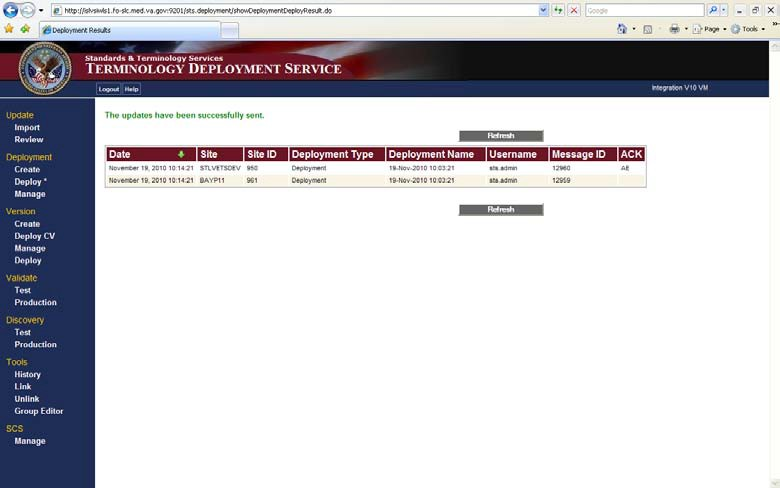 http://islvsiwls1.fo-slc.med.va.gov:9201/sts.deployment/showDeploymentDeployResult.do
Google
Deployment Results
Page
Tools
Standards & Terminology Services
TERMINOLOGY DEPLOYMENT SERVICE
Logout Help
Integration V10 VM
Update
Import
Review
Deployment
Create
Deploy *
Manage
Version
Create
Deploy CV
Manage
Deploy
Validate
Test
Production
Discovery
Test
Production
Tools
History
Link
Unlink
Group Editor
SCS
Manage
The updates have been successfully sent.
Refresh
Date Site Site ID Deployment Type Deployment Name Username Message ID ACK
November 19, 2010 10:14:21 STLVETSDEV 950 Deployment 19-Nov-2010 10:03:21 sts.admin 12960 AE
November 19, 2010 10:14:21 BAYP11 961 Deployment 19-Nov-2010 10:03:21 sts.admin 12959
Refresh